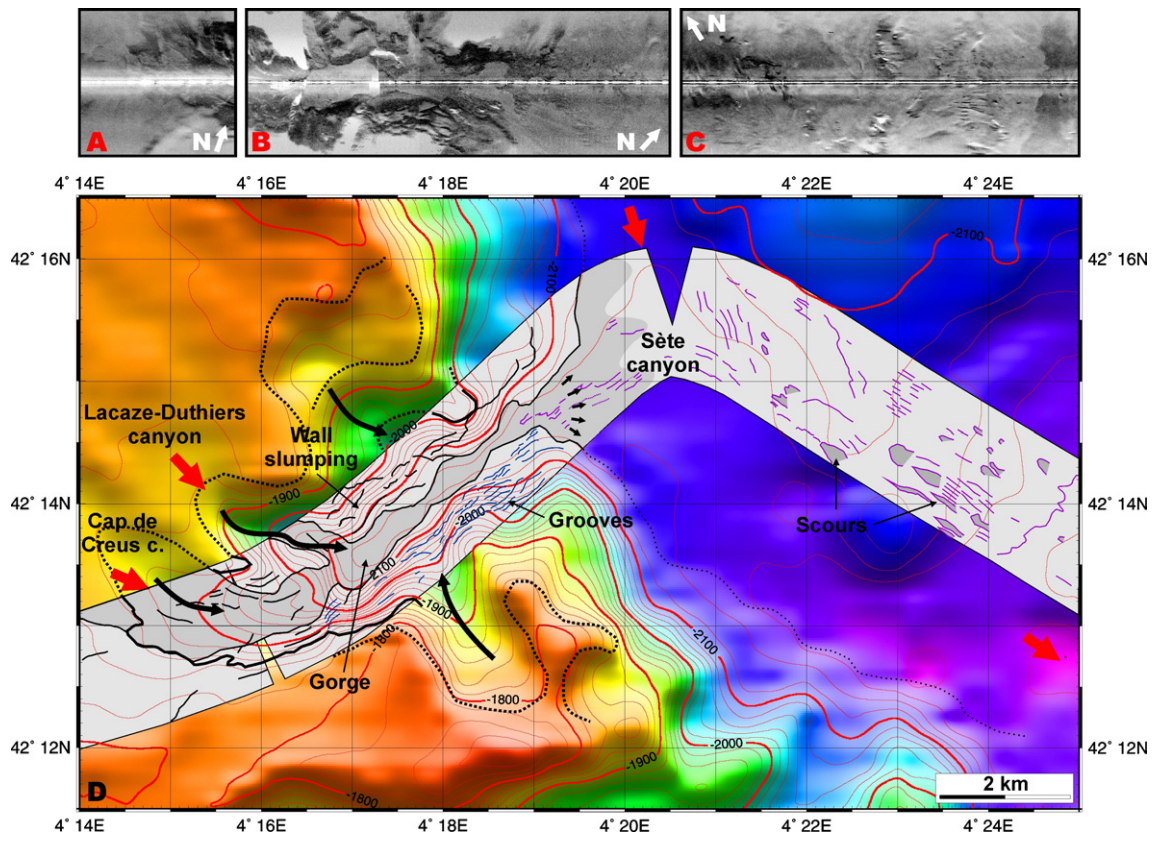 A
N
B
N
N
C
4° 14E
4° 16E
4° 18E
4° 20E
4° 22E
4° 24E
42° 16N
42° 16N
-2100
-2100
Sète
canyon
Lacaze-Duthiers
canyon
Wall
slumping
-2000
-1900
42° 14N
42° 14N
Cap de
Creus c.
-2000
Grooves
Scours
2100
-1900
-1800
-2100
Gorge
-1800
42° 12N
42° 12N
-2000
-1900
-1800
D
2 km
4° 14E
4° 16E
4° 18E
4° 20E
4° 22E
4° 24E